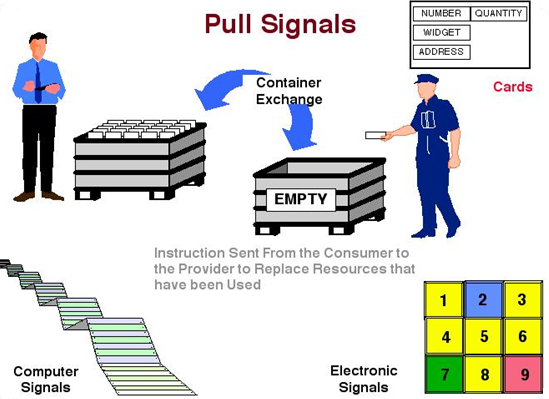 Pull Signals
NUMBER QUANTITY
WIDGET
ADDRESS
Cards
Container
Exchange
EMPTY
Instruction Sent From the Consumer to
the Provider to Replace Resources that
have been Used
Computer
Signals
Electronic
Signals
1 2 3
4 5 6
7 8 9